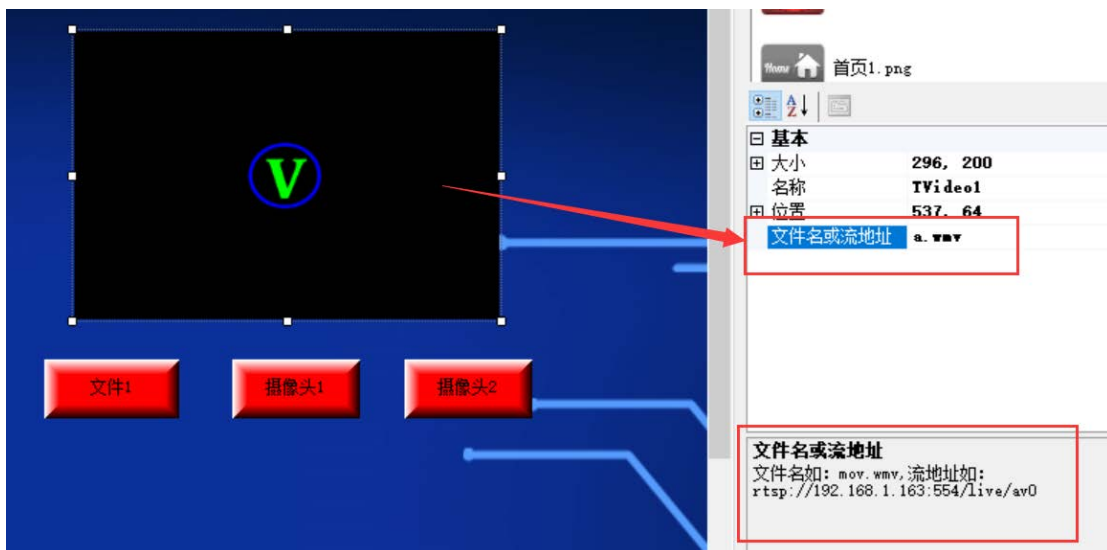 V
文件1
摄像头1
摄像头2
Home
首页1.png
基本
大小 296, 200
名称 TVideo1
位置 537, 64
文件名或流地址 a.wmv
文件名或流地址
文件名如: mov.wmv,流地址如:
rtsp://192.168.1.163:554/live/av0